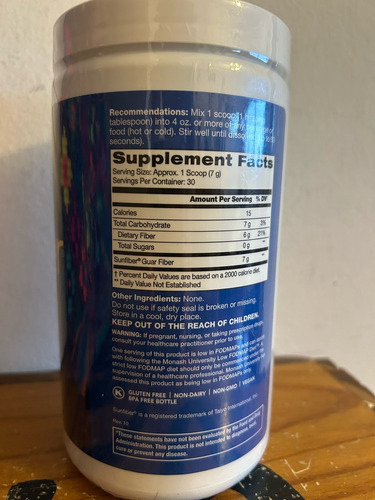 Recommendations: Mix 1 scoop
tablespoon) into 4 oz. or more of
food (hot or cold). Stir well until
seconds).
Supplement Facts
Serving Size: Approx. 1 Scoop (7 g)
Servings Per Container: 30
Amount Per Serving % DV†
Calories 15
Total Carbohydrate 7 g 3%
Dietary Fiber 6 g 21%
Total Sugars 0 g **
Sunfiber® Guar Fiber 7 g **
† Percent Daily Values are based on a 2000 calorie diet.
** Daily Value Not Established
Other Ingredients: None.
Do not use if safety seal is broken or missing.
Store in a cool, dry place.
KEEP OUT OF THE REACH OF CHILDREN.
WARNING: If pregnant, nursing, or taking prescription drugs,
consult your healthcare practitioner prior to
One serving of this product is low in FODMAPs and can
with following the Monash University Low FODMAP
strict low FODMAP diet should only be commenced under the
supervision of a healthcare professional. Monash University
assessed this product as being low in FODMAPs
K GLUTEN FREE | NON-DAIRY | NON-GMO | VEGAN
BPA FREE BOTTLE
Sunfiber® is a registered trademark of Taiyo International, Inc.
*These statements have not been evaluated by the Food and Drug
Administration. This product is not intended to diagnose, treat,
cure or prevent any disease.